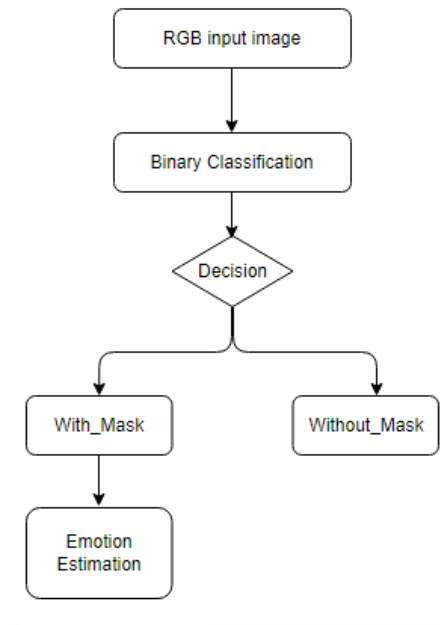 RGB input image
Binary Classification
Decision
With_Mask
Without_Mask
Emotion
Estimation